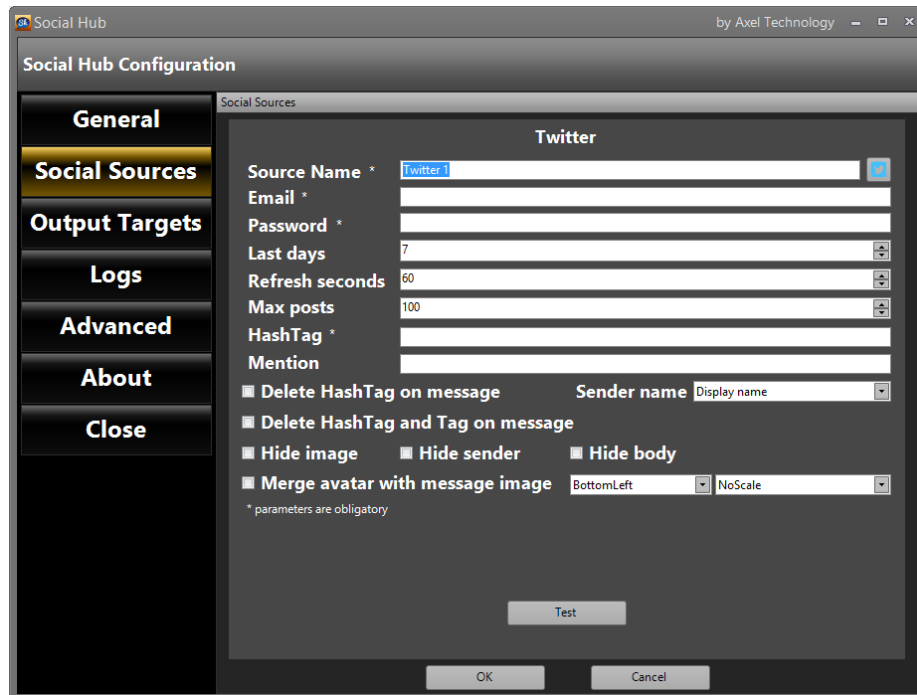 Social Hub by Axel Technology
Social Hub Configuration
General
Social Sources
Output Targets
Logs
Advanced
About
Close
Social Sources
Twitter
Source Name * Twitter 1
Email *
Password *
Last days 7
Refresh seconds 60
Max posts 100
HashTag *
Mention
Delete HashTag on message Sender name Display name
Delete HashTag and Tag on message
Hide image Hide sender Hide body
Merge avatar with message image BottomLeft NoScale
* parameters are obligatory
Test
OK Cancel